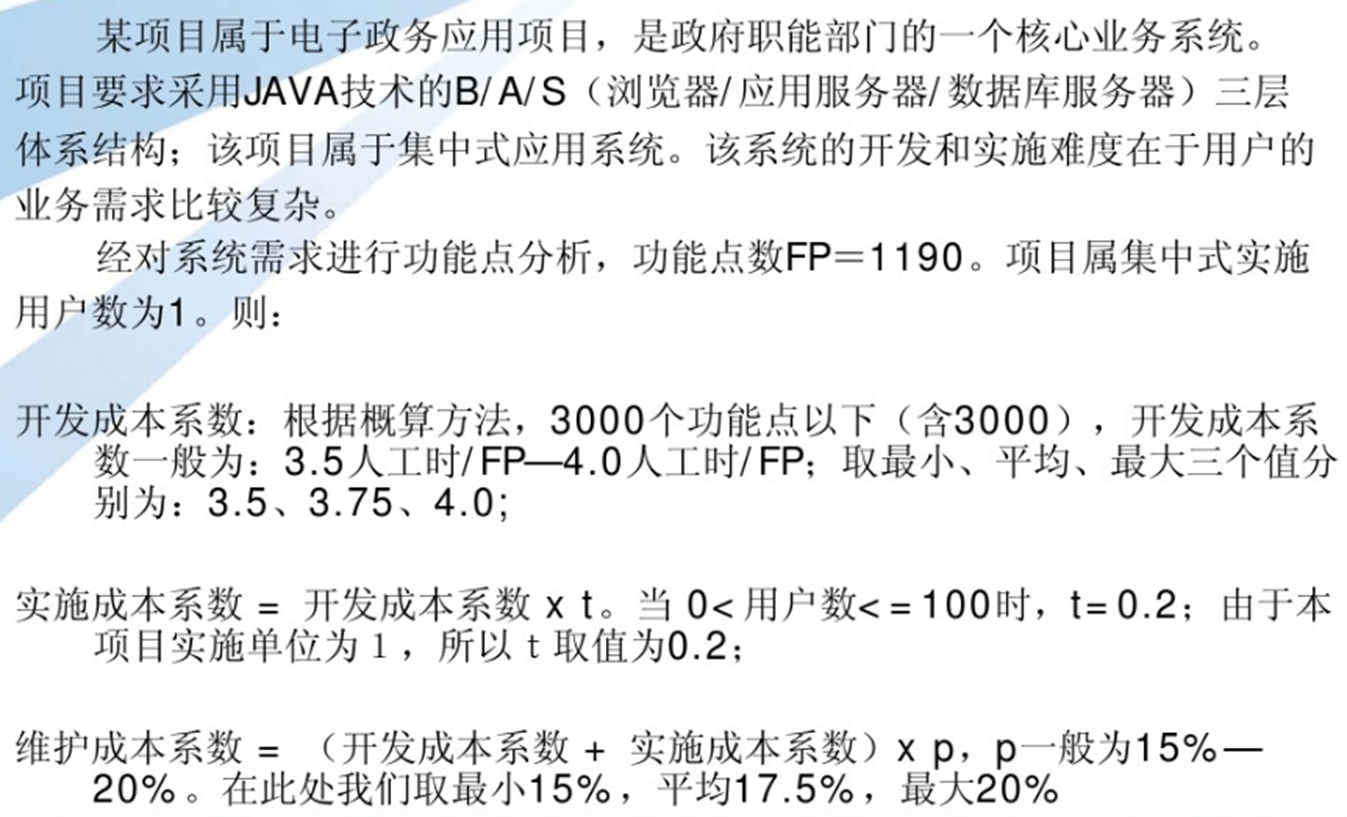 某项目属于电子政务应用项目，是政府职能部门的一个核心业务系统。
项目要求采用JAVA技术的B/A/S（浏览器/应用服务器/数据库服务器）三层
体系结构；该项目属于集中式应用系统。该系统的开发和实施难度在于用户的
业务需求比较复杂。
经对系统需求进行功能点分析，功能点数FP＝1190。项目属集中式实施
用户数为1。则：
开发成本系数：根据概算方法，3000个功能点以下（含3000），开发成本系
数一般为：3.5人工时/FP—4.0人工时/FP；取最小、平均、最大三个值分
别为：3.5、3.75、4.0；
实施成本系数 = 开发成本系数 x t。当 0<用户数<=100时，t=0.2；由于本
项目实施单位为１，所以ｔ取值为0.2；
维护成本系数 = （开发成本系数 + 实施成本系数）x p，p一般为15%—
20%。在此处我们取最小15%，平均17.5%，最大20%